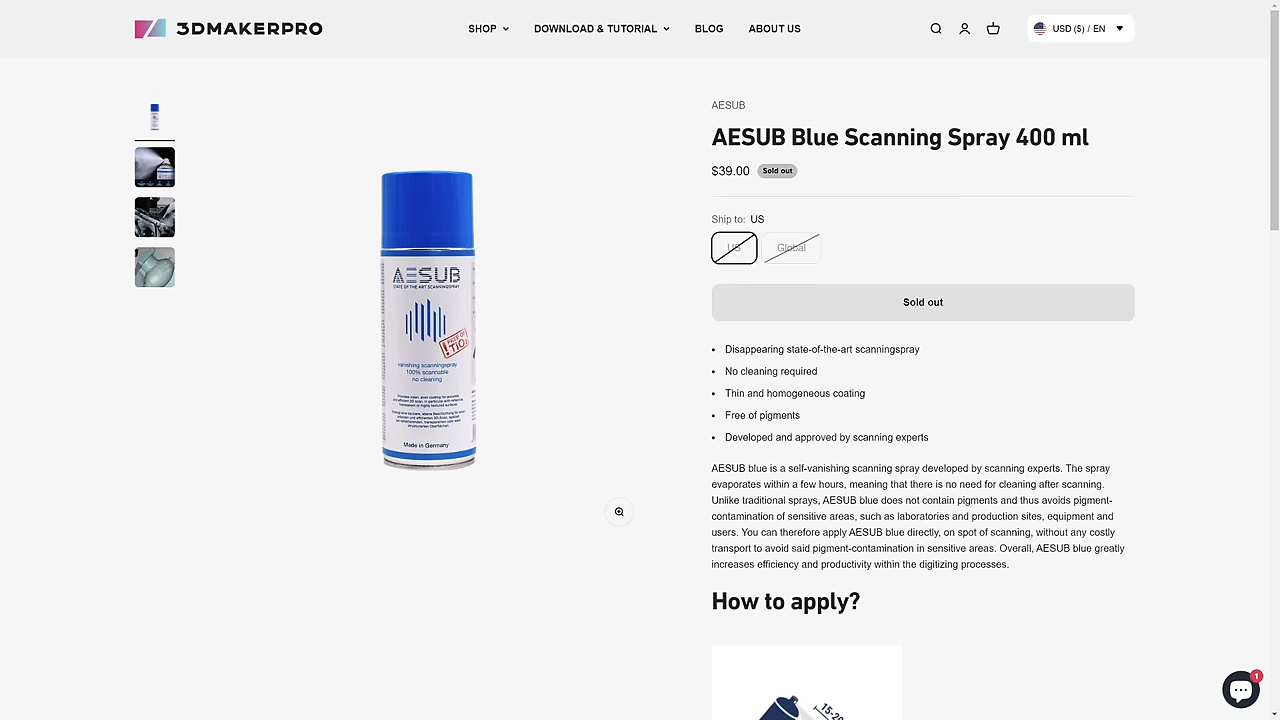 3DMAKERPRO
SHOP
DOWNLOAD & TUTORIAL
BLOG
ABOUT US
USD ($) / EN
AESUB
AESUB Blue Scanning Spray 400 ml
$39.00
Sold out
Ship to: US
US
Global
Sold out
• Disappearing state-of-the-art scanningspray
• No cleaning required
• Thin and homogeneous coating
• Free of pigments
• Developed and approved by scanning experts
AESUB blue is a self-vanishing scanning spray developed by scanning experts. The spray
evaporates within a few hours, meaning that there is no need for cleaning after scanning.
Unlike traditional sprays, AESUB blue does not contain pigments and thus avoids pigment-
contamination of sensitive areas, such as laboratories and production sites, equipment and
users. You can therefore apply AESUB blue directly, on spot of scanning, without any costly
transport to avoid said pigment-contamination in sensitive areas. Overall, AESUB blue greatly
increases efficiency and productivity within the digitizing processes.
How to apply?
AESUB
STATE OF THE ART SCANNINGSPRAY
FREE OF
TIO2
vanishing scanningspray
100% scannable
no cleaning
Made in Germany
1